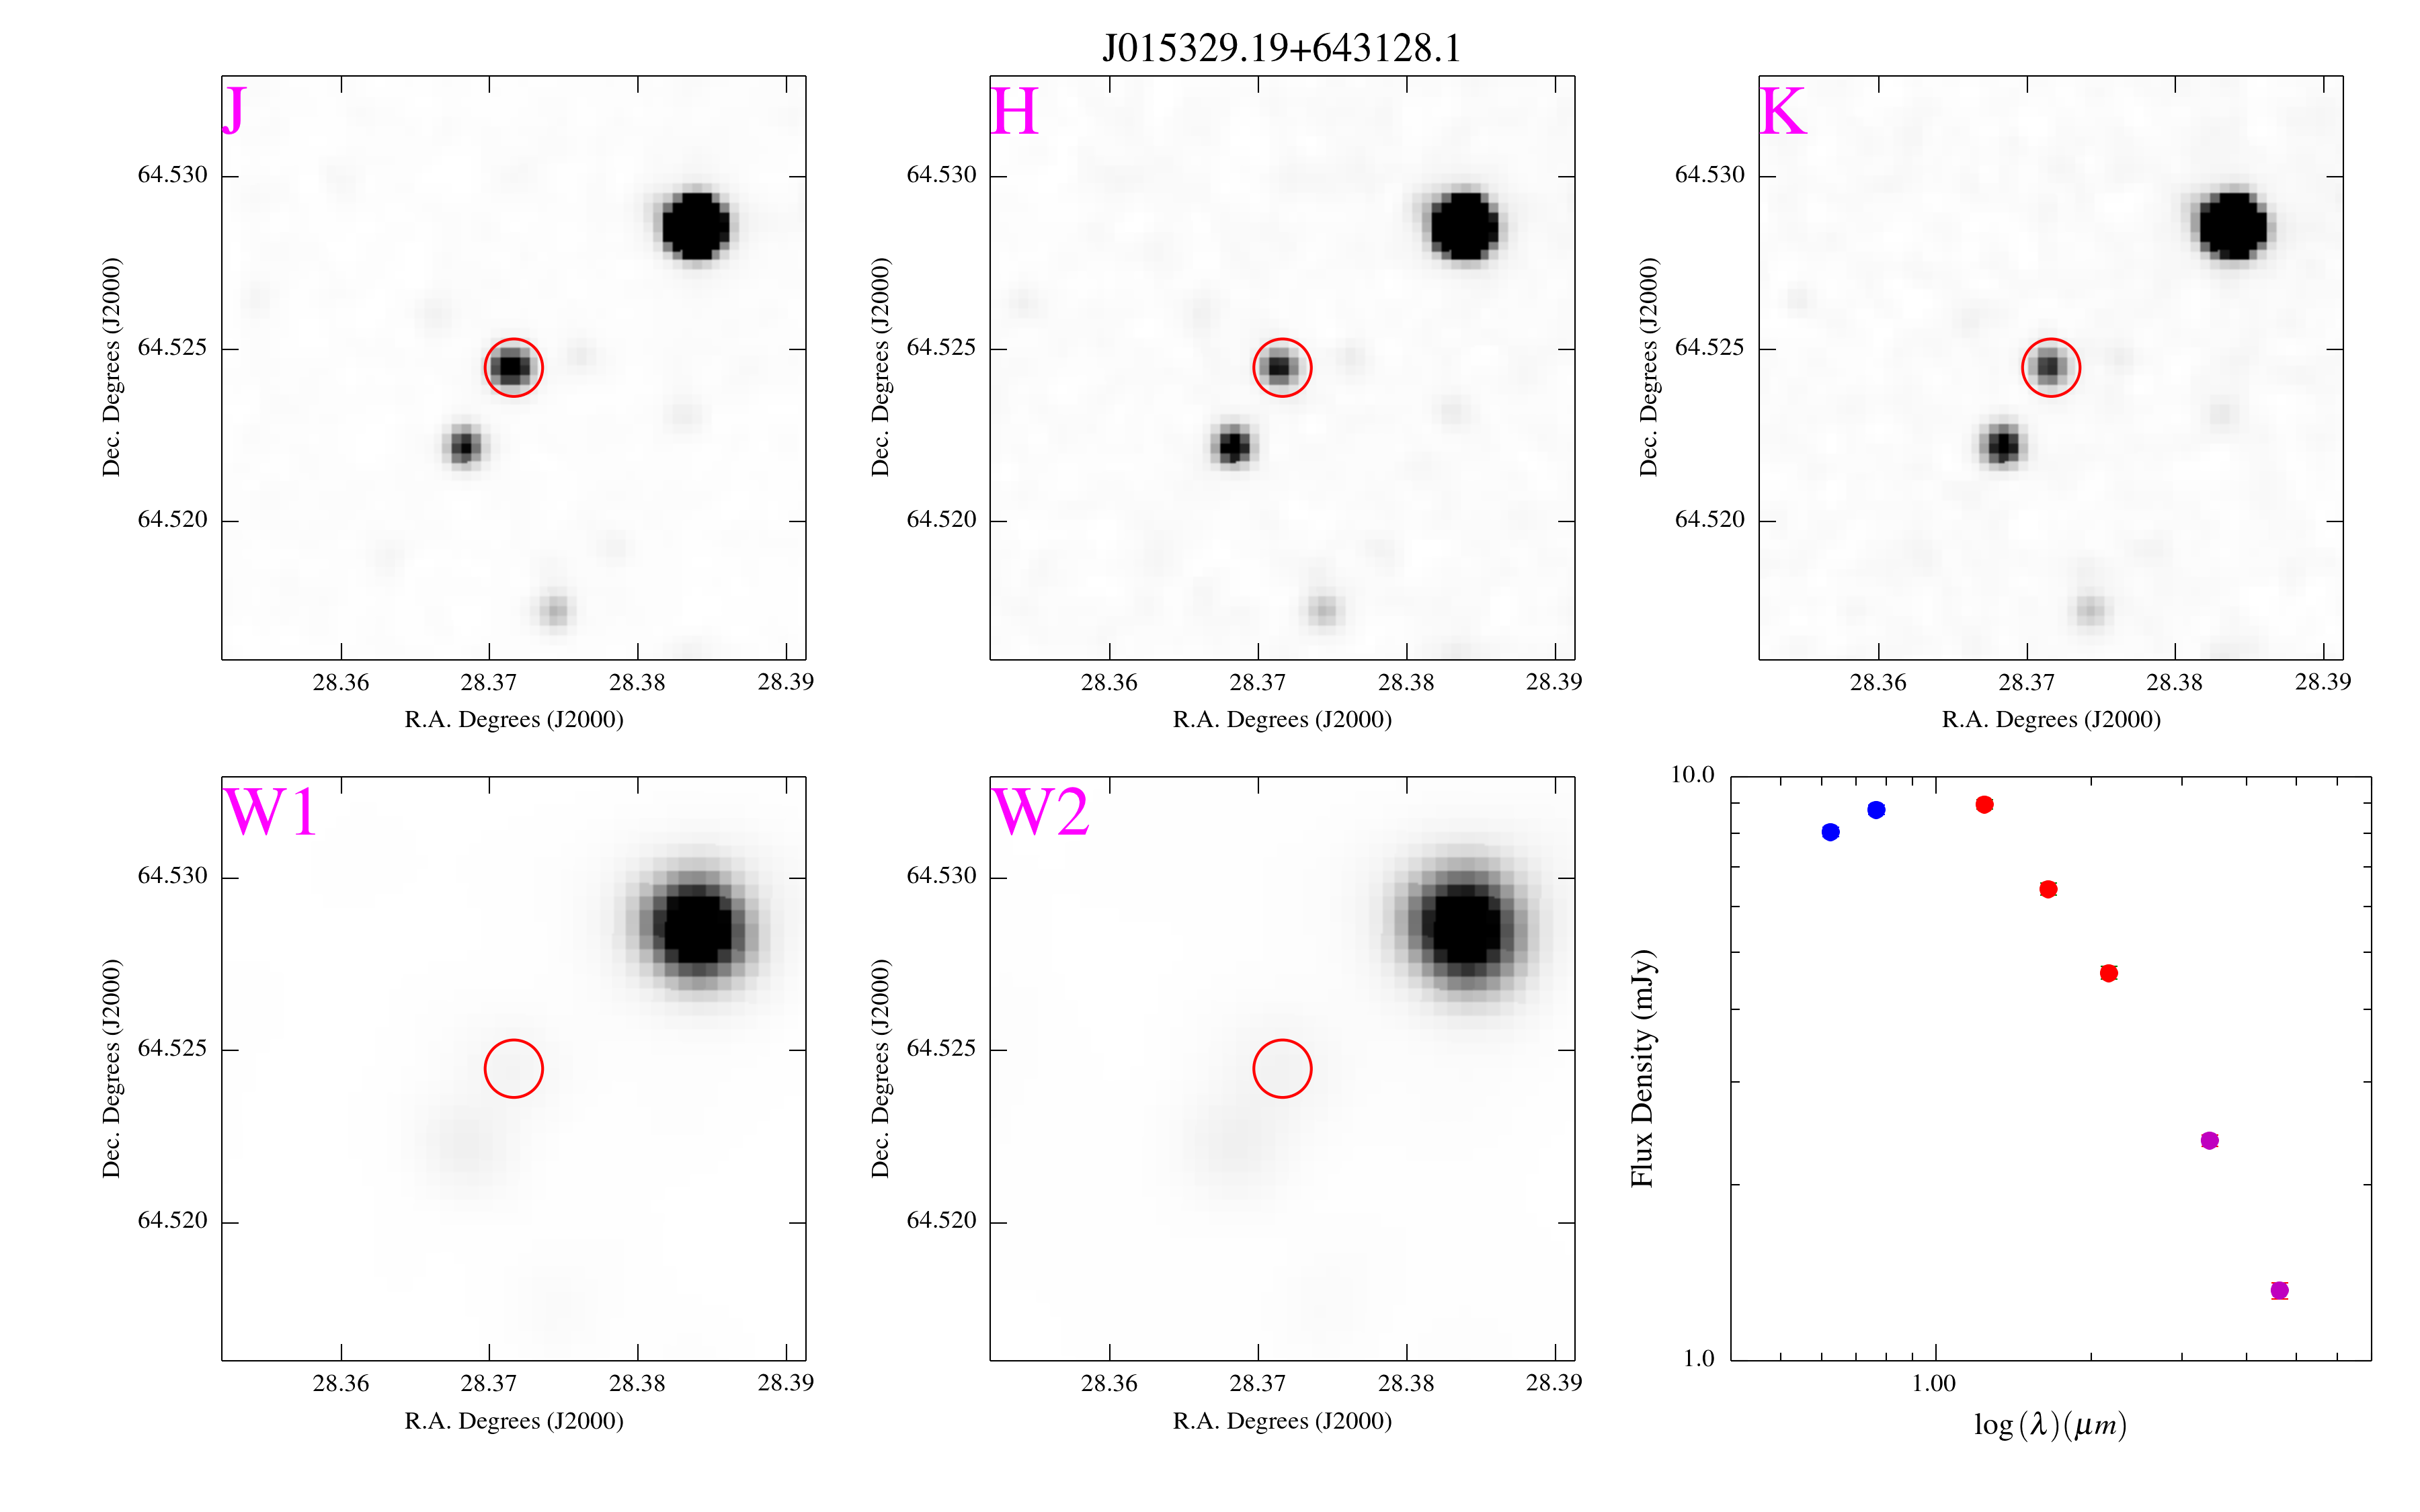 J015329.19+643128.1
J
H
K
64.530
64.525
64.520
Dec. Degrees (J2000)
28.36 28.37 28.38 28.39
R.A. Degrees (J2000)
64.530
64.525
64.520
Dec. Degrees (J2000)
28.36 28.37 28.38 28.39
R.A. Degrees (J2000)
64.530
64.525
64.520
Dec. Degrees (J2000)
28.36 28.37 28.38 28.39
R.A. Degrees (J2000)
W1
64.530
64.525
64.520
Dec. Degrees (J2000)
28.36 28.37 28.38 28.39
R.A. Degrees (J2000)
W2
64.530
64.525
64.520
Dec. Degrees (J2000)
28.36 28.37 28.38 28.39
R.A. Degrees (J2000)
10.0
1.0
Flux Density (mJy)
1.00
log(λ)(μm)